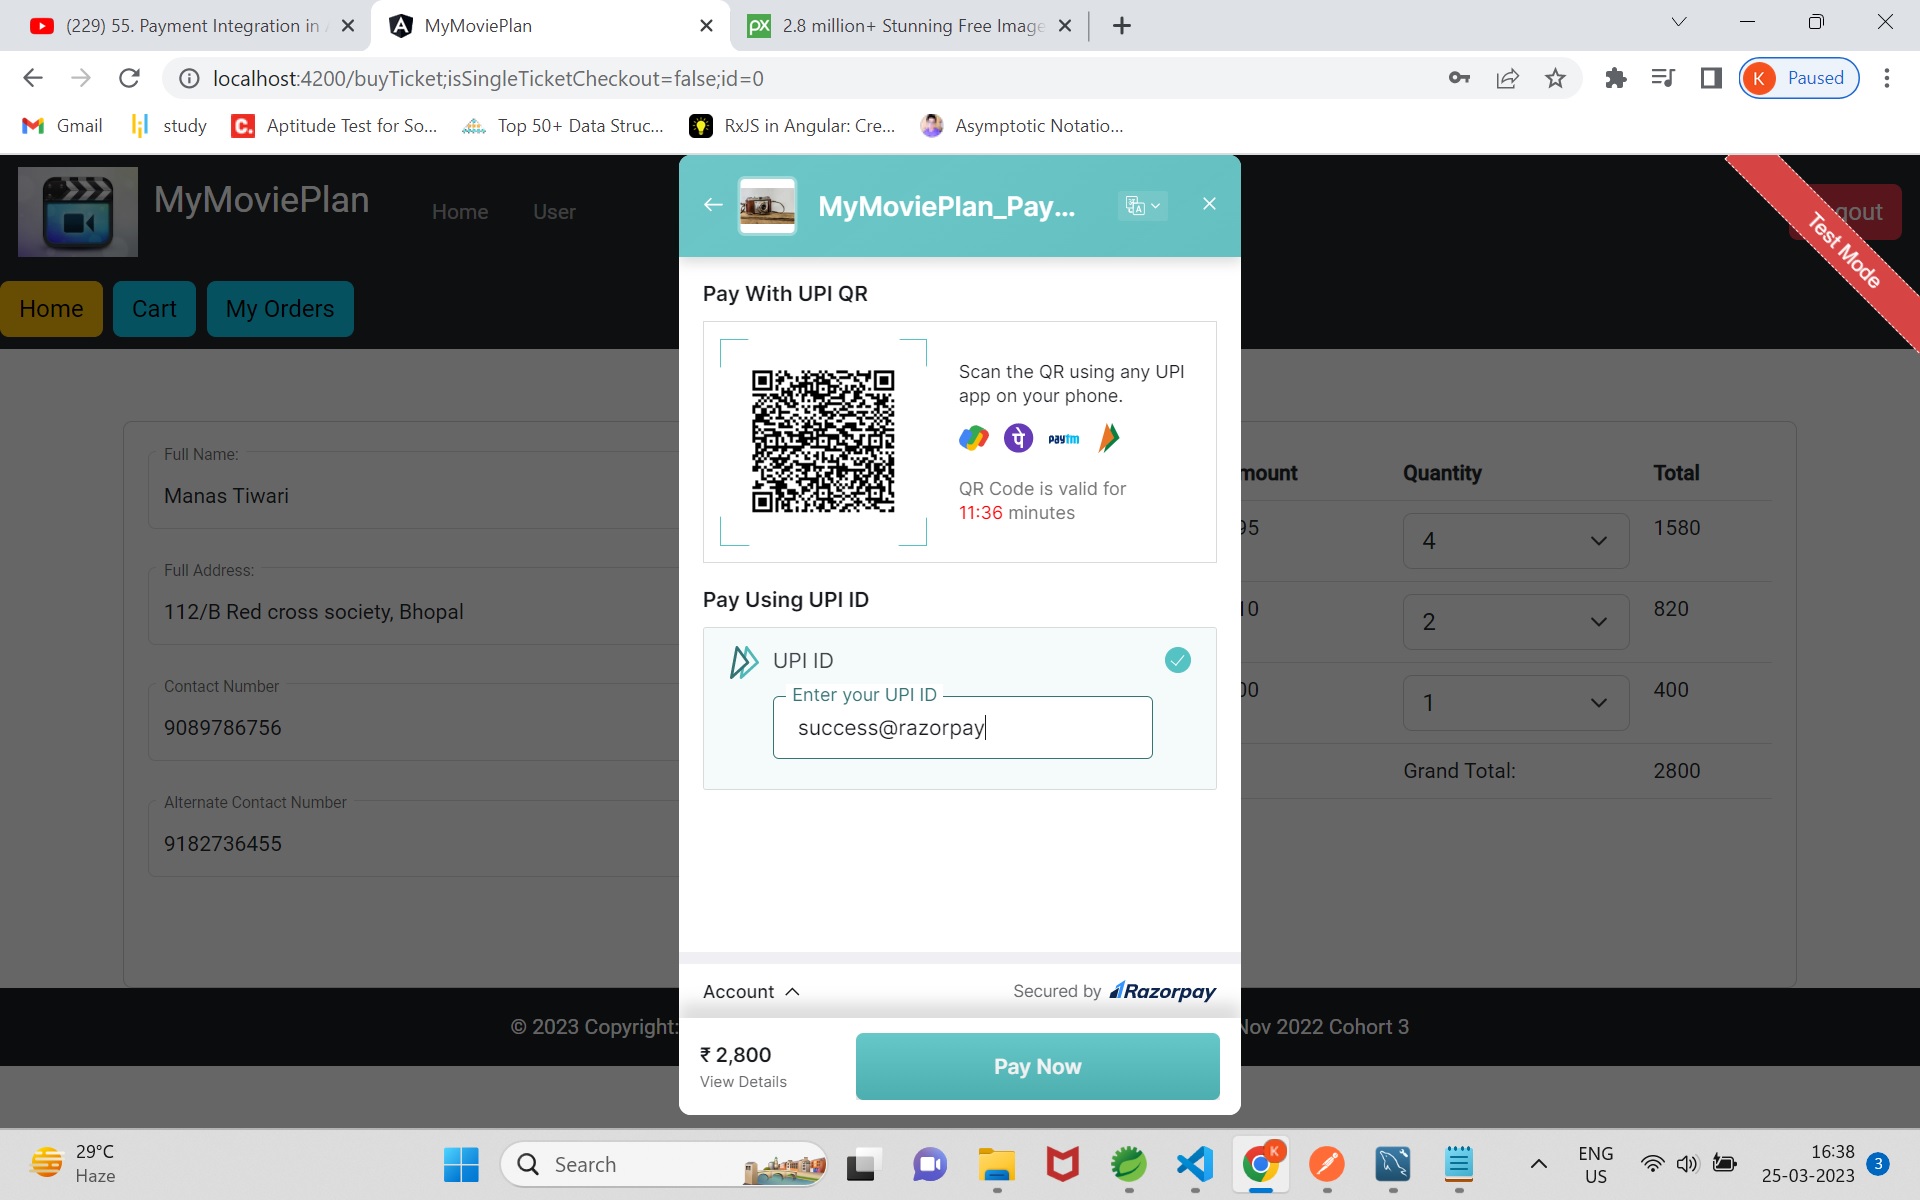 (229) 55. Payment Integration in
MyMoviePlan
2.8 million+ Stunning Free Image
localhost:4200/buyTicket;isSingleTicketCheckout=false;id=0
K Paused
Gmail
study
Aptitude Test for So...
Top 50+ Data Struc...
RxJS in Angular: Cre...
Asymptotic Notatio...
MyMoviePlan
Home
User
gout
Test Mode
Home
Cart
My Orders
MyMoviePlan_Pay...
Pay With UPI QR
Scan the QR using any UPI
app on your phone.
paytm
QR Code is valid for
11:36 minutes
Pay Using UPI ID
UPI ID
Enter your UPI ID
success@razorpay
Account
Secured by Razorpay
₹ 2,800
View Details
Pay Now
Full Name:
Manas Tiwari
Full Address:
112/B Red cross society, Bhopal
Contact Number
9089786756
Alternate Contact Number
9182736455
mount Quantity Total
95 4 1580
10 2 820
00 1 400
Grand Total: 2800
© 2023 Copyright:
Nov 2022 Cohort 3
29°C
Haze
Search
ENG
US
16:38
25-03-2023
3